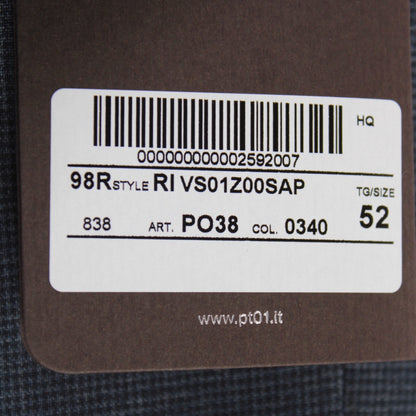 HQ
000000000002592007
98R STYLE RI VS01Z00SAP TG/SIZE
838 ART. PO38 COL. 0340 52
www.pt01.it